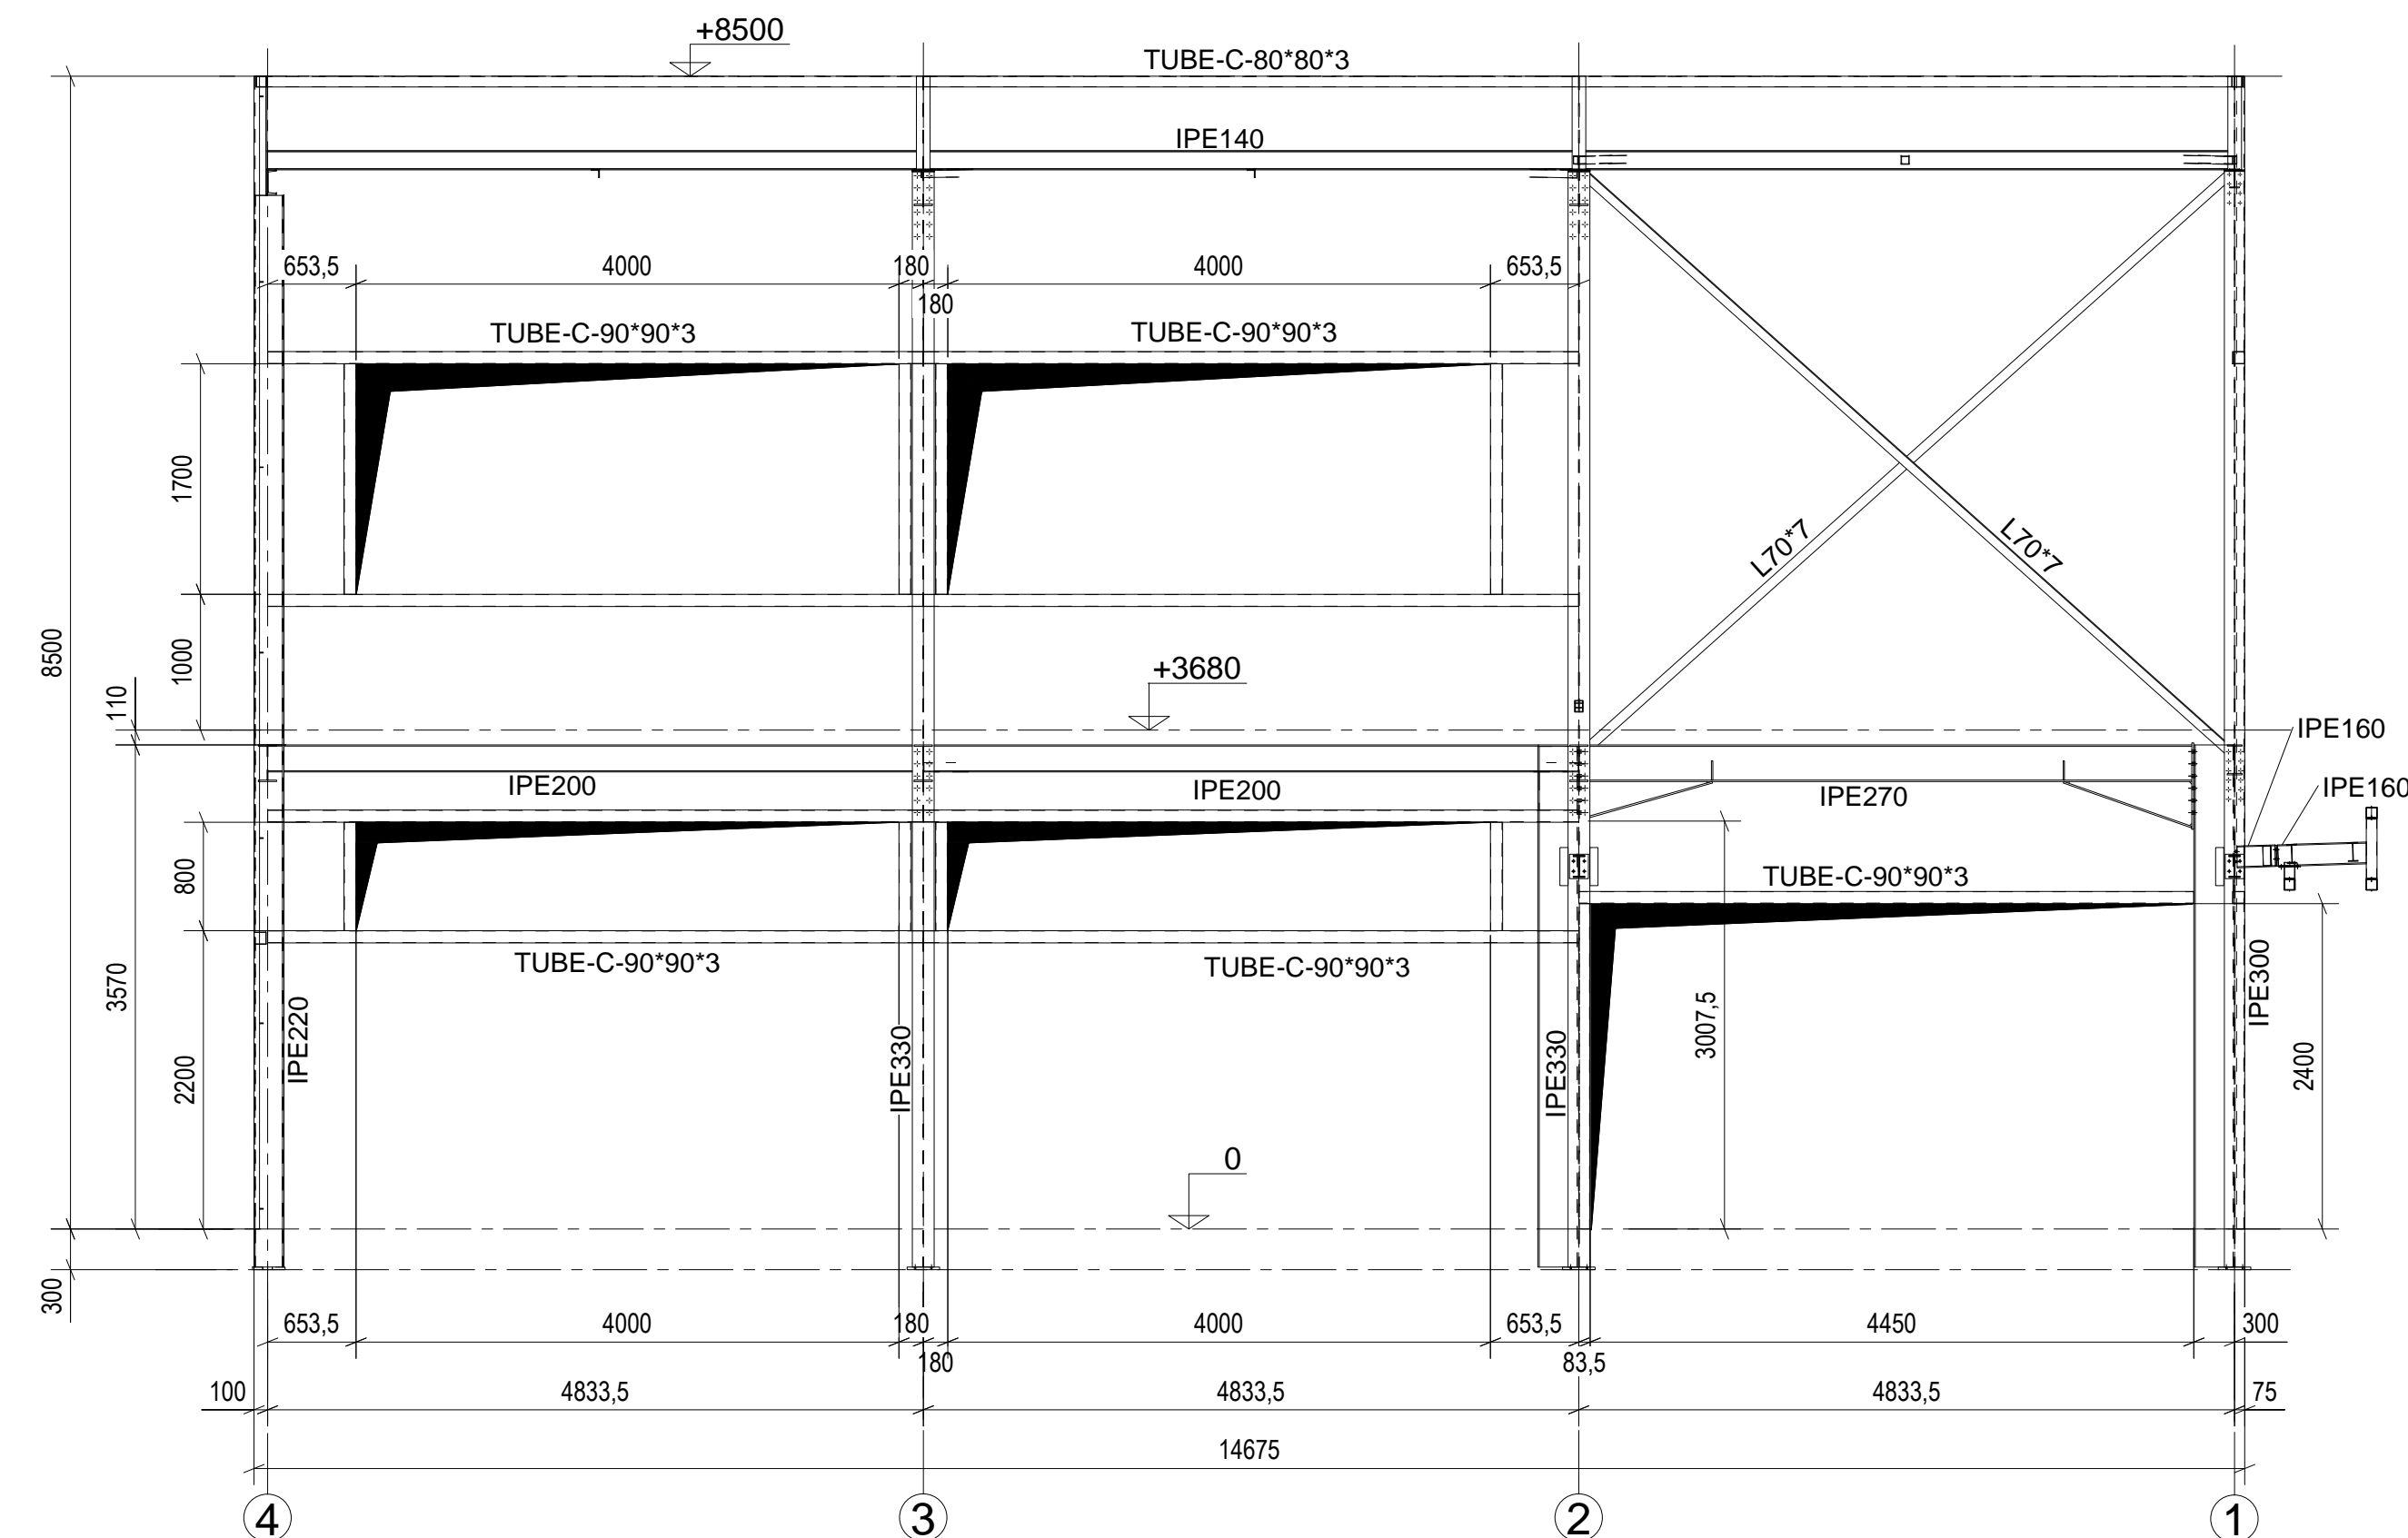 +8500
TUBE-C-80*80*3
IPE140
653,5
4000
180
4000
653,5
180
TUBE-C-90*90*3
TUBE-C-90*90*3
1700
L70*7
L70*7
8500
1000
110
+3680
IPE160
IPE160
IPE200
IPE200
IPE270
800
TUBE-C-90*90*3
TUBE-C-90*90*3
TUBE-C-90*90*3
3570
2200
IPE220
IPE330
IPE330
3007,5
IPE300
2400
0
300
653,5
4000
180
4000
653,5
4450
300
180
83,5
100
4833,5
4833,5
4833,5
75
14675
4
3
2
1